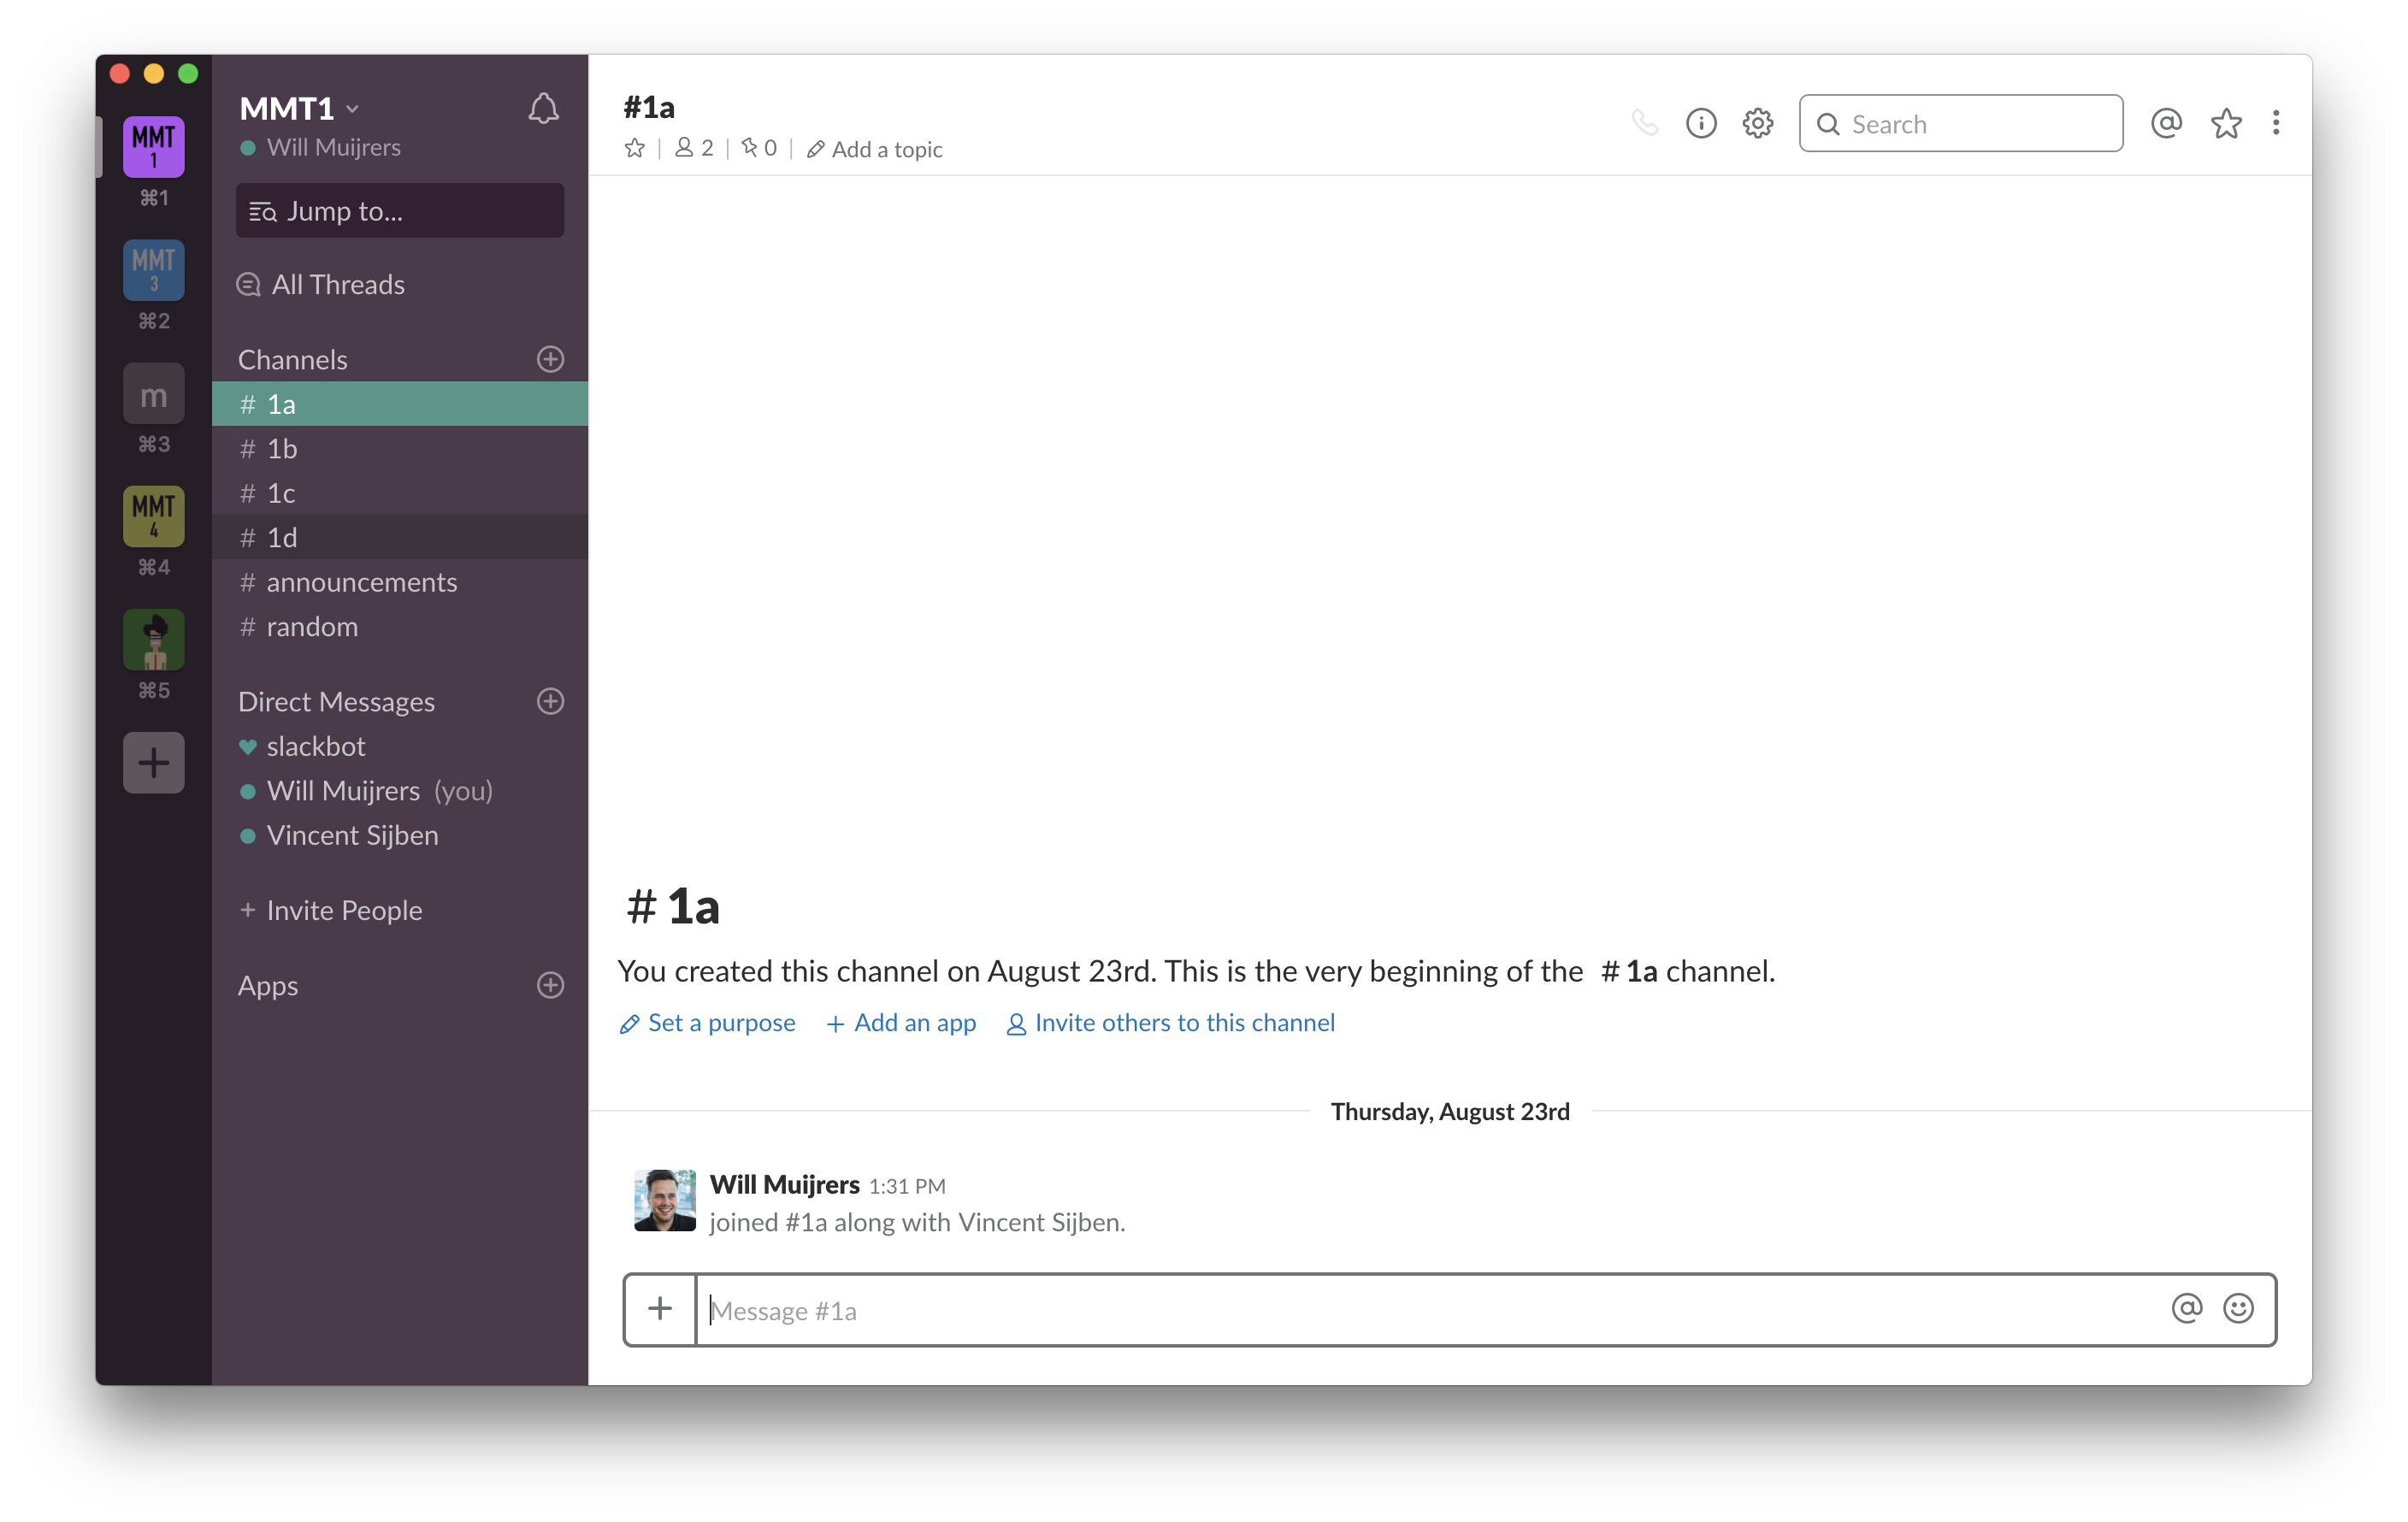 MMT
1
⌘1
MMT
3
⌘2
m
⌘3
MMT
4
⌘4
⌘5
MMT1
Will Muijrers
Jump to...
All Threads
Channels
# 1a
# 1b
# 1c
# 1d
# announcements
# random
Direct Messages
slackbot
Will Muijrers (you)
Vincent Sijben
+ Invite People
Apps
#1a
2 | 0 | Add a topic
Search
# 1a
You created this channel on August 23rd. This is the very beginning of the # 1a channel.
Set a purpose + Add an app Invite others to this channel
Thursday, August 23rd
Will Muijrers 1:31 PM
joined #1a along with Vincent Sijben.
Message #1a